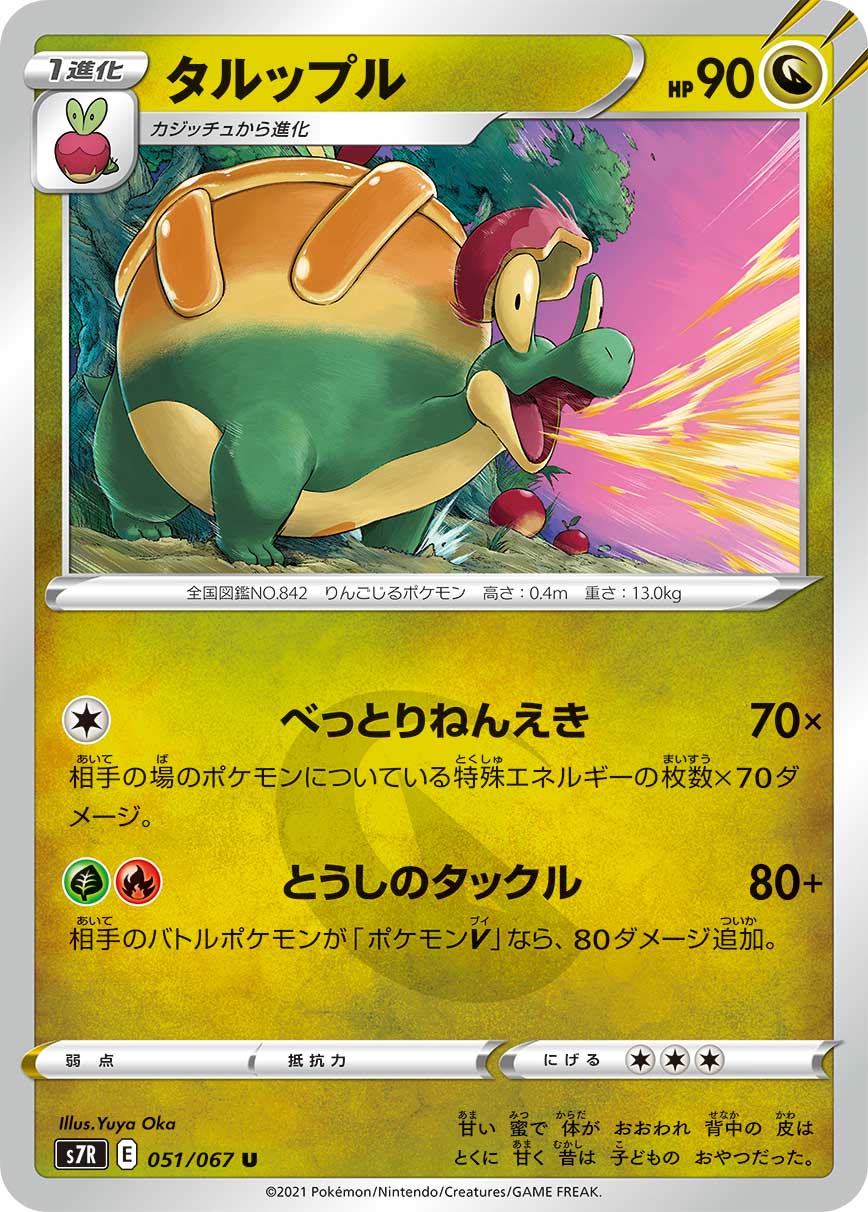 1進化
タルップル
HP90
カジッチュから進化
全国図鑑NO.842 りんごじるポケモン 高さ:0.4m 重さ:13.0kg
べっとりねんえき 70×
相手の場のポケモンについている特殊エネルギーの枚数×70ダ
メージ。
とうしのタックル 80+
相手のバトルポケモンが「ポケモンV」なら、80ダメージ追加。
弱点 抵抗力 にげる
Illus.Yuya Oka
s7R E 051/067 U
甘い 蜜で 体が おおわれ 背中の 皮は
とくに 甘く 昔は 子どもの おやつだった。
©2021 Pokémon/Nintendo/Creatures/GAME FREAK.